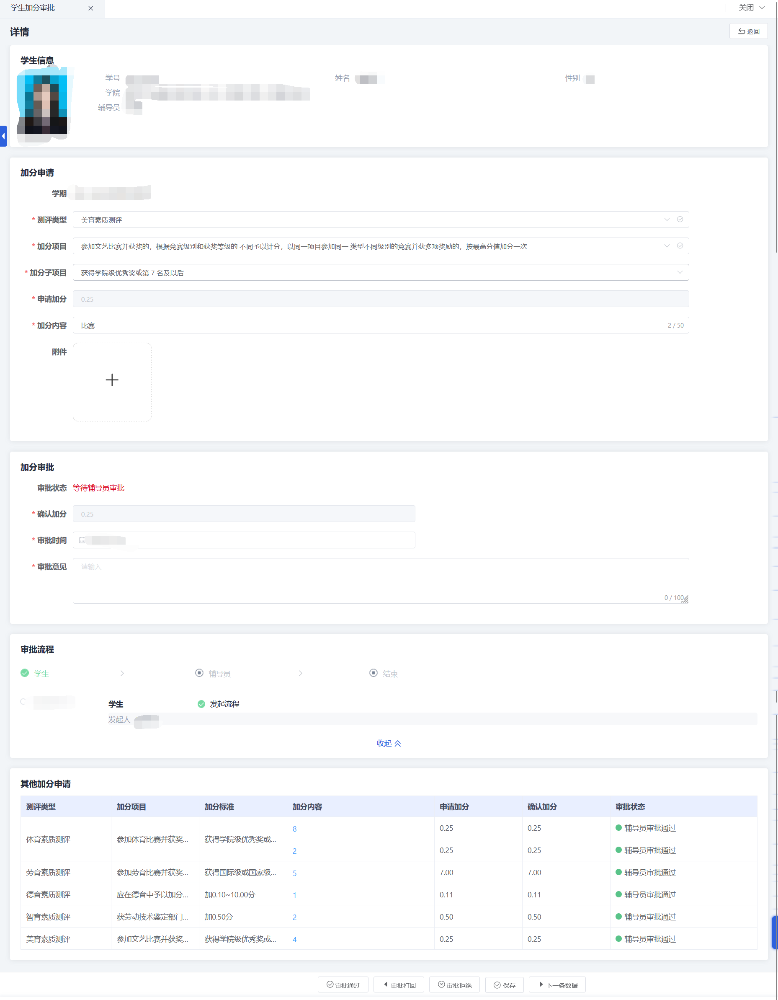 学生加分审批
关闭
详情
返回
学生信息
学号
姓名
性别
学院
辅导员
加分申请
学期
* 测评类型 美育素质测评
* 加分项目 参加文艺比赛并获奖的，根据竞赛级别和获奖等级的 不同予以计分，以同一项目参加同一 类型不同级别的竞赛并获多项奖励的，按最高分值加分一次
* 加分子项目 获得学院级优秀奖或第 7 名及以后
* 申请加分 0.25
* 加分内容 比赛 2 / 50
附件
加分审批
审批状态 等待辅导员审批
* 确认加分 0.25
* 审批时间
* 审批意见 请输入
0 / 100
审批流程
学生 辅导员 结束
学生 发起流程
发起人
收起
其他加分申请
测评类型 加分项目 加分标准 加分内容 申请加分 确认加分 审批状态
体育素质测评 参加体育比赛并获奖... 获得学院级优秀奖或... 8 0.25 0.25 辅导员审批通过
2 0.25 0.25 辅导员审批通过
劳育素质测评 参加劳育比赛并获奖... 获得国际级或国家级... 5 7.00 7.00 辅导员审批通过
德育素质测评 应在德育中予以加分... 加0.10~10.00分 1 0.11 0.11 辅导员审批通过
智育素质测评 获劳动技术鉴定部门... 加0.50分 2 0.50 0.50 辅导员审批通过
美育素质测评 参加文艺比赛并获奖... 获得学院级优秀奖或... 4 0.25 0.25 辅导员审批通过
审批通过 审批打回 审批拒绝 保存 下一条数据